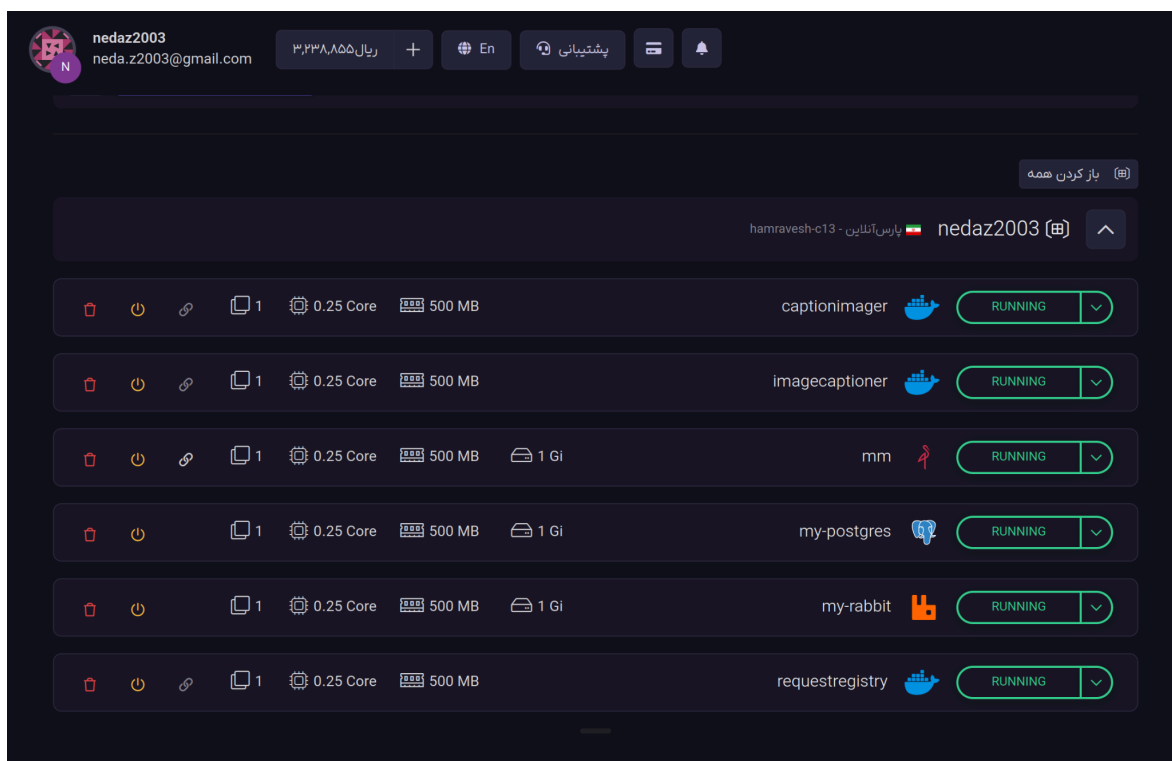 nedaz2003
neda.z2003@gmail.com
N
ریال۳,۲۳۸,۸۵۵ +
En
پشتیبانی
باز کردن همه
nedaz2003
پارس‌آنلاین - hamravesh-c13
1 0.25 Core 500 MB captionimager RUNNING
1 0.25 Core 500 MB imagecaptioner RUNNING
1 0.25 Core 500 MB 1 Gi mm RUNNING
1 0.25 Core 500 MB 1 Gi my-postgres RUNNING
1 0.25 Core 500 MB 1 Gi my-rabbit RUNNING
1 0.25 Core 500 MB requestregistry RUNNING